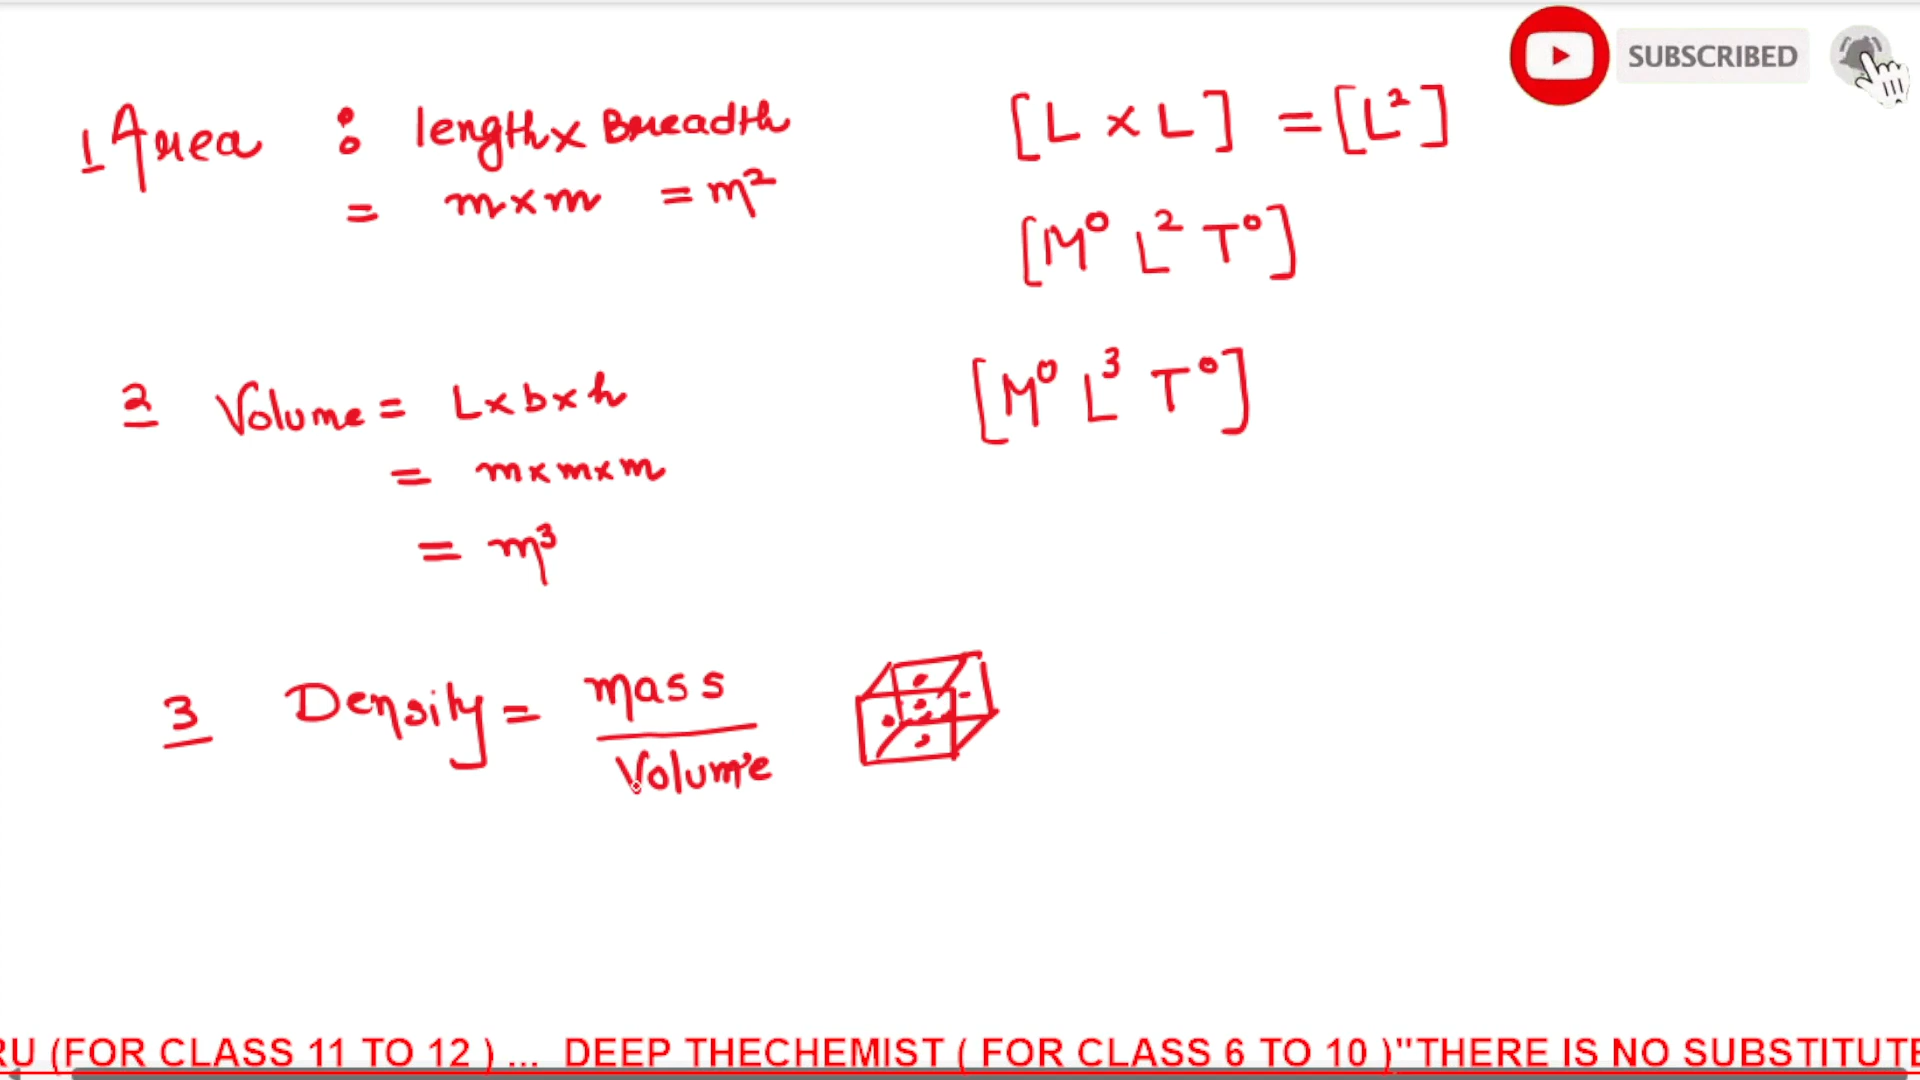 SUBSCRIBED
1 Area : length x Breadth
= m x m = m²
[L x L] = [L²]
[M⁰ L² T⁰]
2 Volume = L x b x h
= m x m x m
= m³
[M⁰ L³ T⁰]
3 Density = mass
Volume
RU (FOR CLASS 11 TO 12 ) ... DEEP THECHEMIST ( FOR CLASS 6 TO 10 )"THERE IS NO SUBSTITUTE